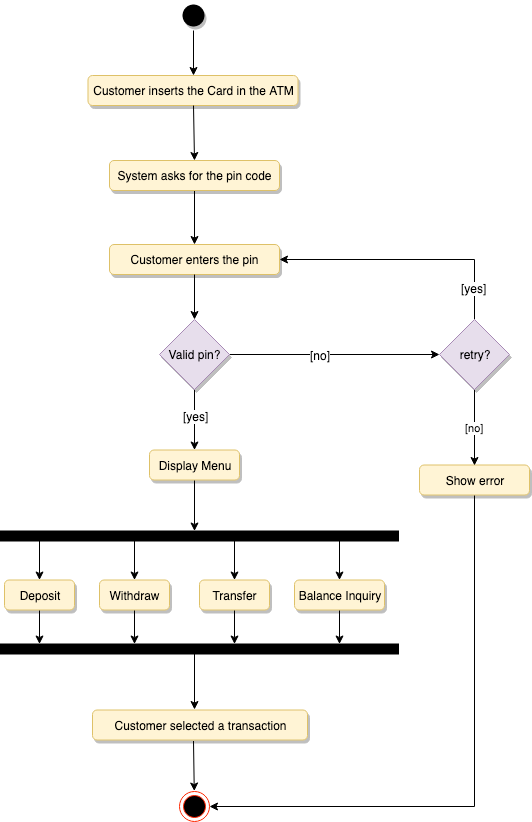 Customer inserts the Card in the ATM
System asks for the pin code
Customer enters the pin
[yes]
Valid pin?
[no]
retry?
[yes]
[no]
Display Menu
Show error
Deposit
Withdraw
Transfer
Balance Inquiry
Customer selected a transaction